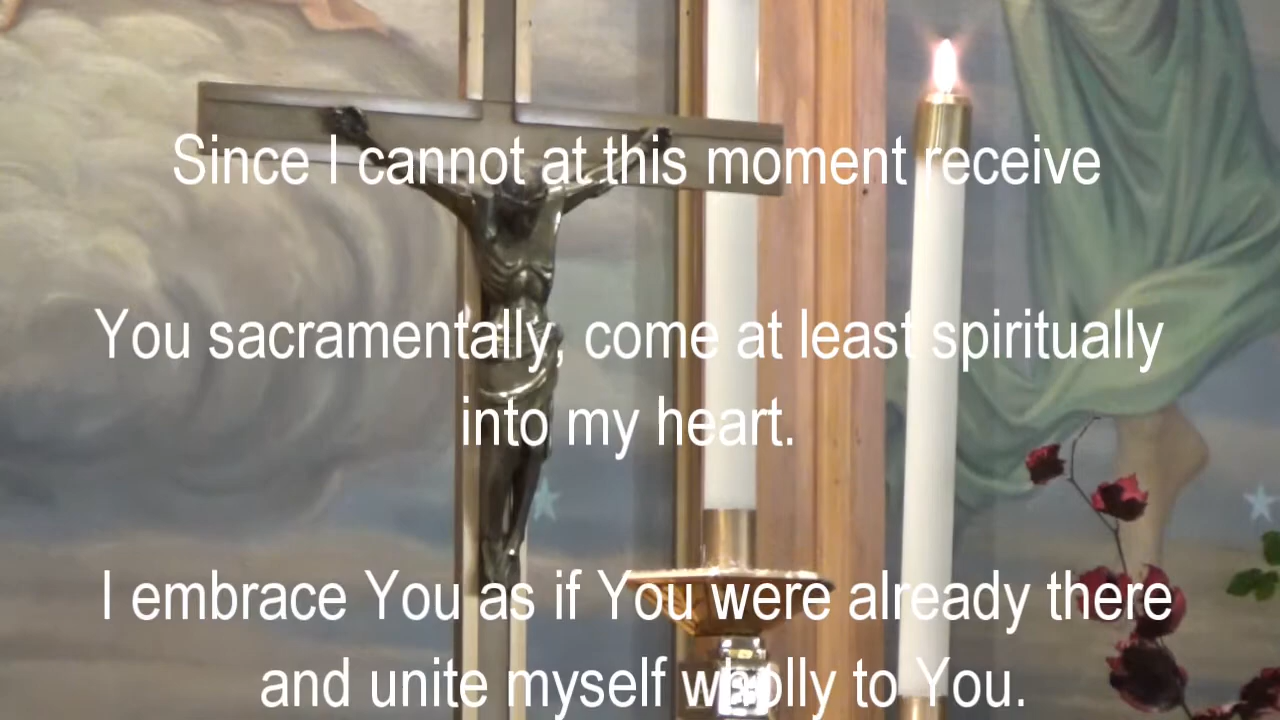 Since I cannot at this moment receive
You sacramentally, come at least spiritually
into my heart.
I embrace You as if You were already there
and unite myself wholly to You.